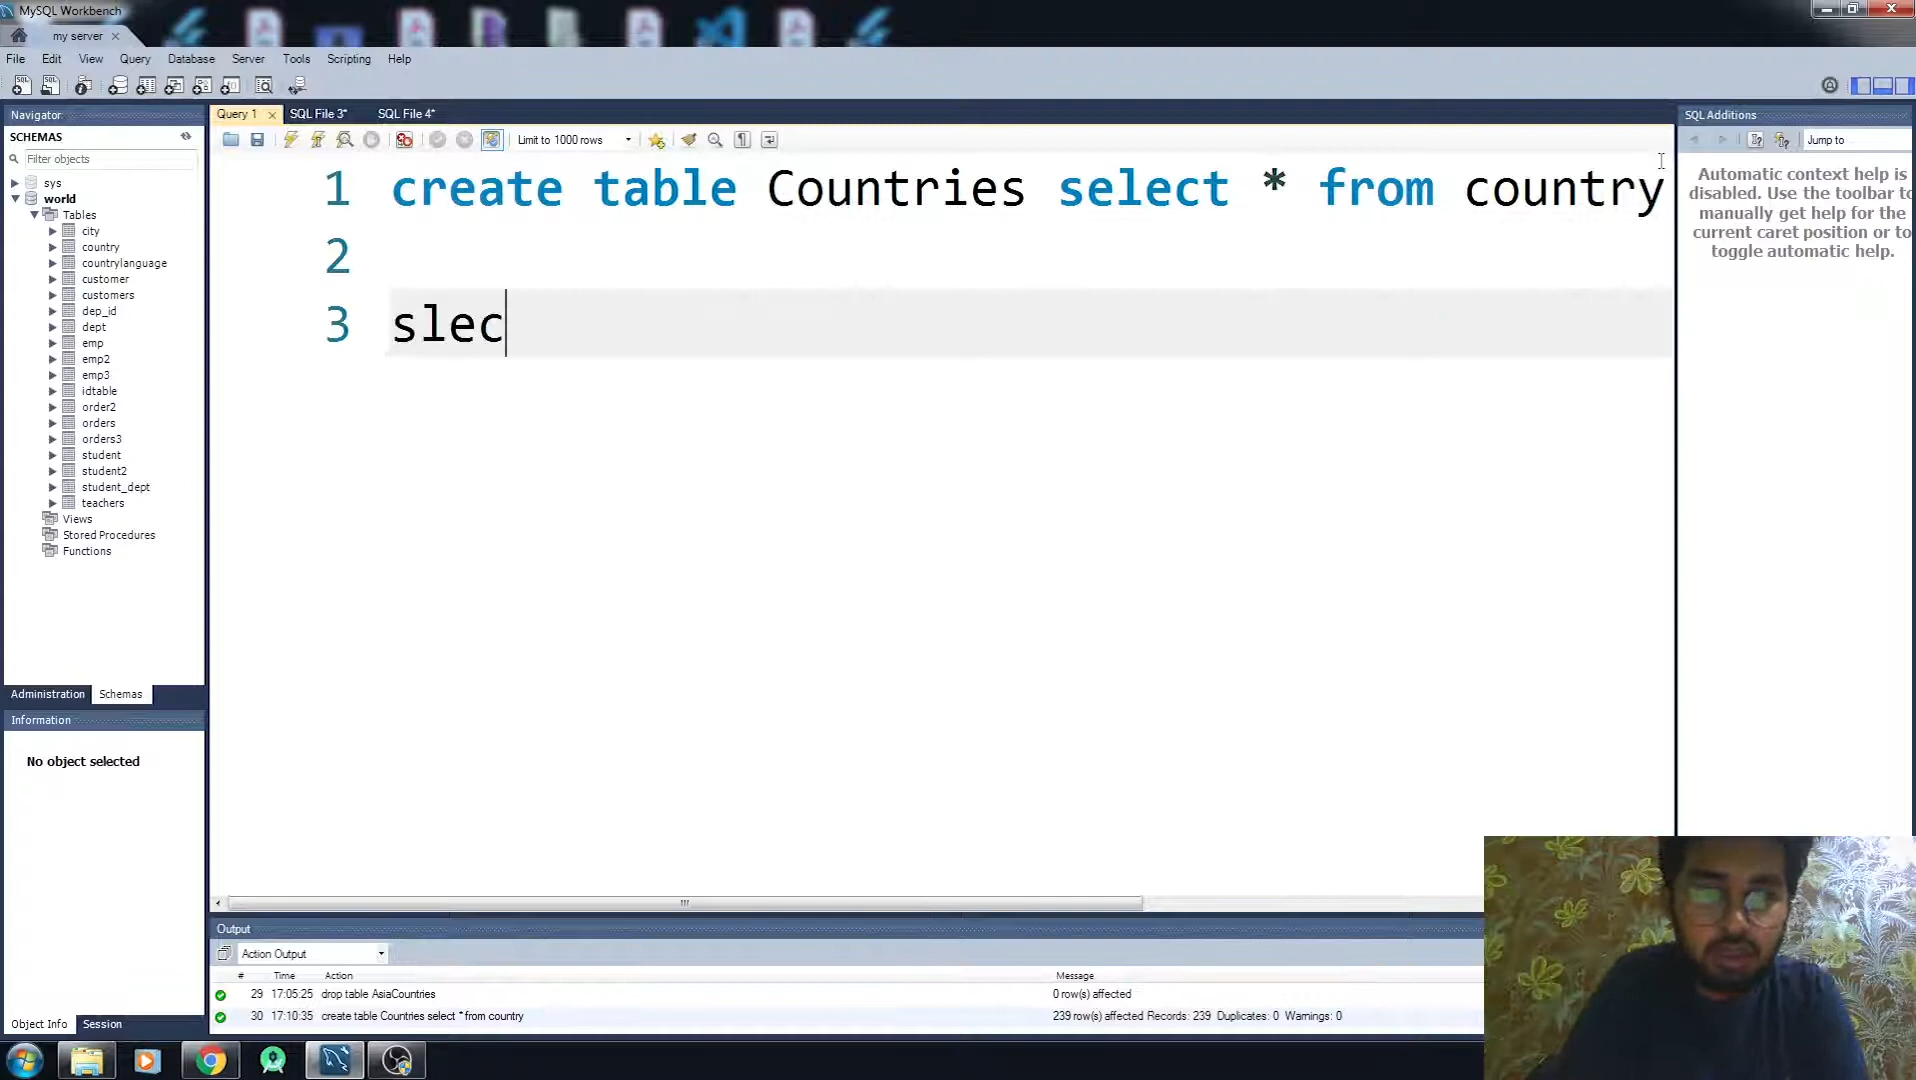 MySQL Workbench
my server
File Edit View Query Database Server Tools Scripting Help
Navigator
SCHEMAS
Filter objects
sys
world
Tables
city
country
countrylanguage
customer
customers
dep_id
dept
emp
emp2
emp3
idtable
order2
orders
orders3
student
student2
student_dept
teachers
Views
Stored Procedures
Functions
Administration Schemas
Information
No object selected
Object Info Session
Query 1 SQL File 3* SQL File 4*
Limit to 1000 rows
1 create table Countries select * from country
2
3 slec
Output
Action Output
# Time Action Message
29 17:05:25 drop table AsiaCountries 0 row(s) affected
30 17:10:35 create table Countries select * from country 239 row(s) affected Records: 239 Duplicates: 0 Warnings: 0
SQL Additions
Jump to
Automatic context help is
disabled. Use the toolbar to
manually get help for the
current caret position or to
toggle automatic help.